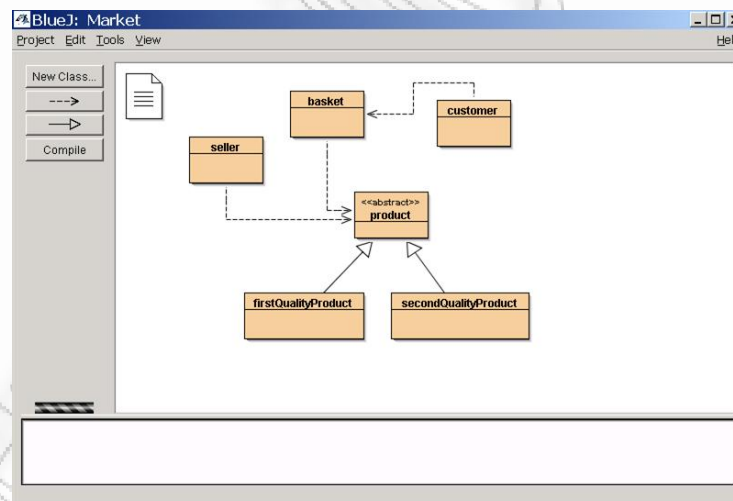 BlueJ: Market
Project Edit Tools View Hel
New Class...
Compile
basket
customer
seller
<<abstract>>
product
firstQualityProduct
secondQualityProduct